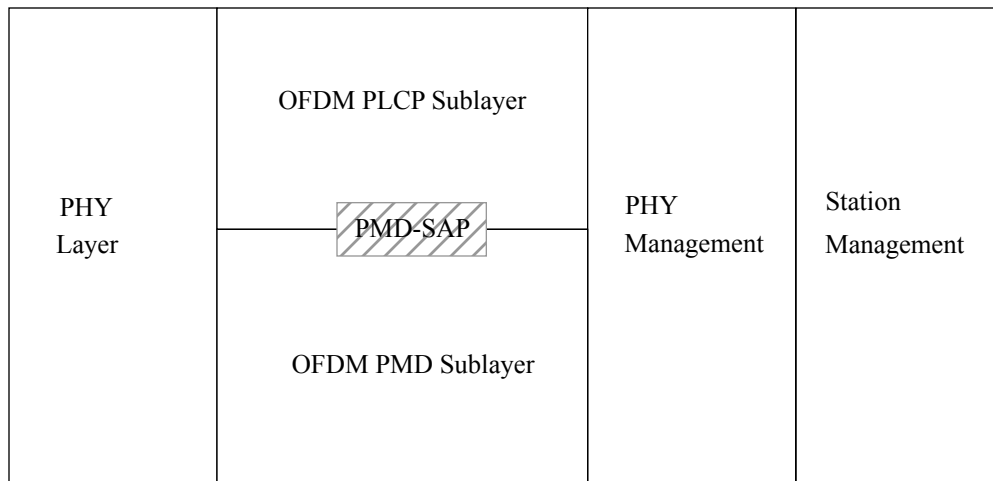 OFDM PLCP Sublayer
PHY
Layer
PMD-SAP
PHY
Management
Station
Management
OFDM PMD Sublayer